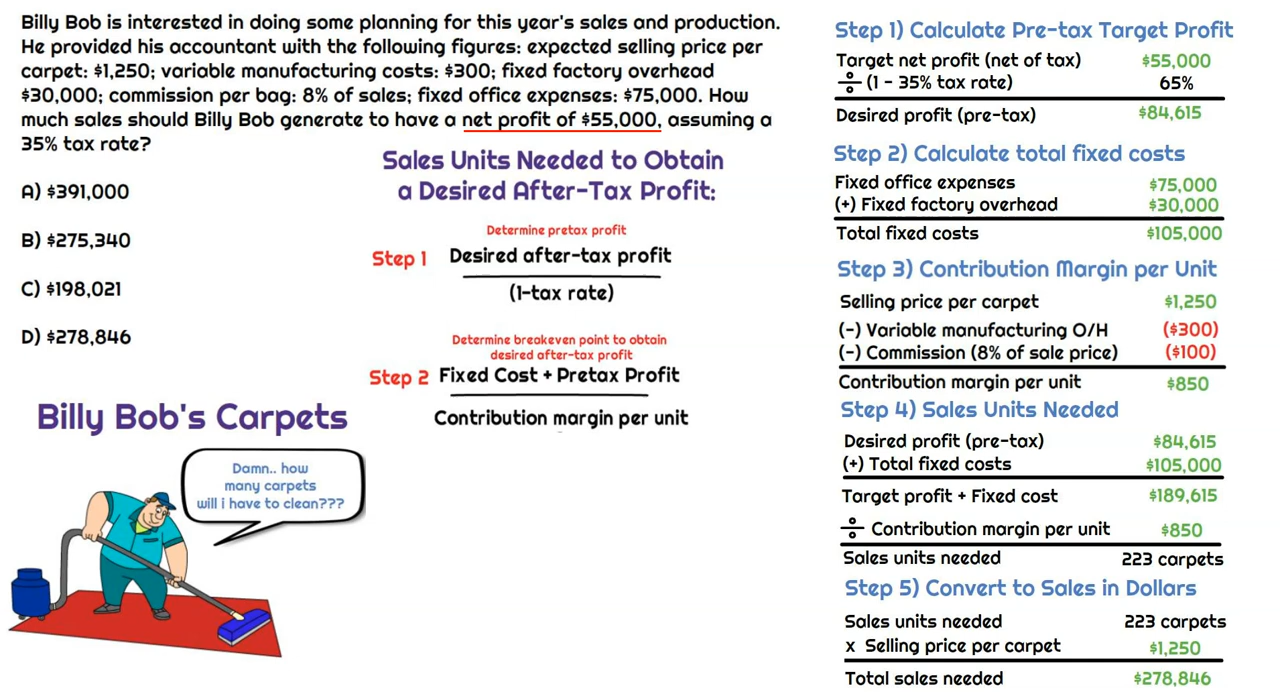 Billy Bob is interested in doing some planning for this year's sales and production.
He provided his accountant with the following figures: expected selling price per
carpet: $1,250; variable manufacturing costs: $300; fixed factory overhead
$30,000; commission per bag: 8% of sales; fixed office expenses: $75,000. How
much sales should Billy Bob generate to have a net profit of $55,000, assuming a
35% tax rate?
A) $391,000
B) $275,340
C) $198,021
D) $278,846
Billy Bob's Carpets
Damn.. how
many carpets
will i have to clean???
Sales Units Needed to Obtain
a Desired After-Tax Profit:
Determine pretax profit
Step 1 Desired after-tax profit
(1-tax rate)
Determine breakeven point to obtain
desired after-tax profit
Step 2 Fixed Cost + Pretax Profit
Contribution margin per unit
Step 1) Calculate Pre-tax Target Profit
Target net profit (net of tax) $55,000
÷ (1 - 35% tax rate) 65%
Desired profit (pre-tax) $84,615
Step 2) Calculate total fixed costs
Fixed office expenses $75,000
(+) Fixed factory overhead $30,000
Total fixed costs $105,000
Step 3) Contribution Margin per Unit
Selling price per carpet $1,250
(-) Variable manufacturing O/H ($300)
(-) Commission (8% of sale price) ($100)
Contribution margin per unit $850
Step 4) Sales Units Needed
Desired profit (pre-tax) $84,615
(+) Total fixed costs $105,000
Target profit + Fixed cost $189,615
÷ Contribution margin per unit $850
Sales units needed 223 carpets
Step 5) Convert to Sales in Dollars
Sales units needed 223 carpets
x Selling price per carpet $1,250
Total sales needed $278,846